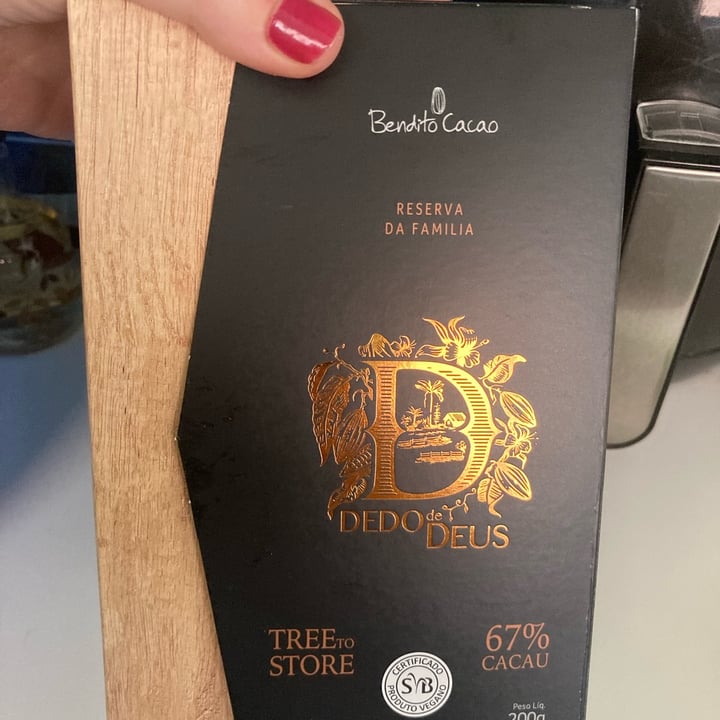 Bendito Cacao
RESERVA
DA FAMILIA
D
DEDO de
DEUS
TREE TO
STORE
67%
CACAU
CERTIFICADO
SVB
PRODUTO VEGANO
Peso Líq.
200g